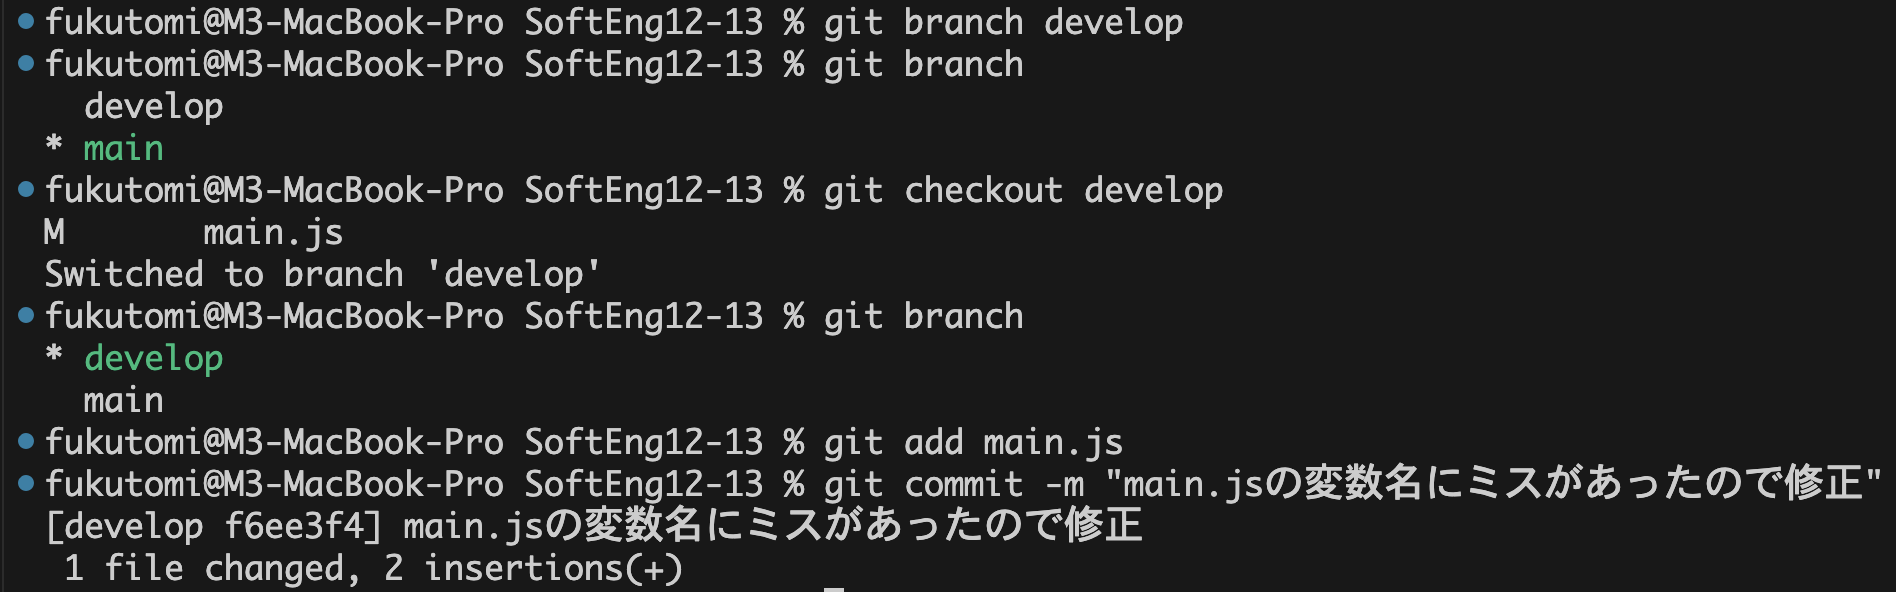 fukutomi@M3-MacBook-Pro SoftEng12-13 % git branch develop
fukutomi@M3-MacBook-Pro SoftEng12-13 % git branch
  develop
* main
fukutomi@M3-MacBook-Pro SoftEng12-13 % git checkout develop
M       main.js
Switched to branch 'develop'
fukutomi@M3-MacBook-Pro SoftEng12-13 % git branch
* develop
  main
fukutomi@M3-MacBook-Pro SoftEng12-13 % git add main.js
fukutomi@M3-MacBook-Pro SoftEng12-13 % git commit -m "main.jsの変数名にミスがあったので修正"
[develop f6ee3f4] main.jsの変数名にミスがあったので修正
 1 file changed, 2 insertions(+)